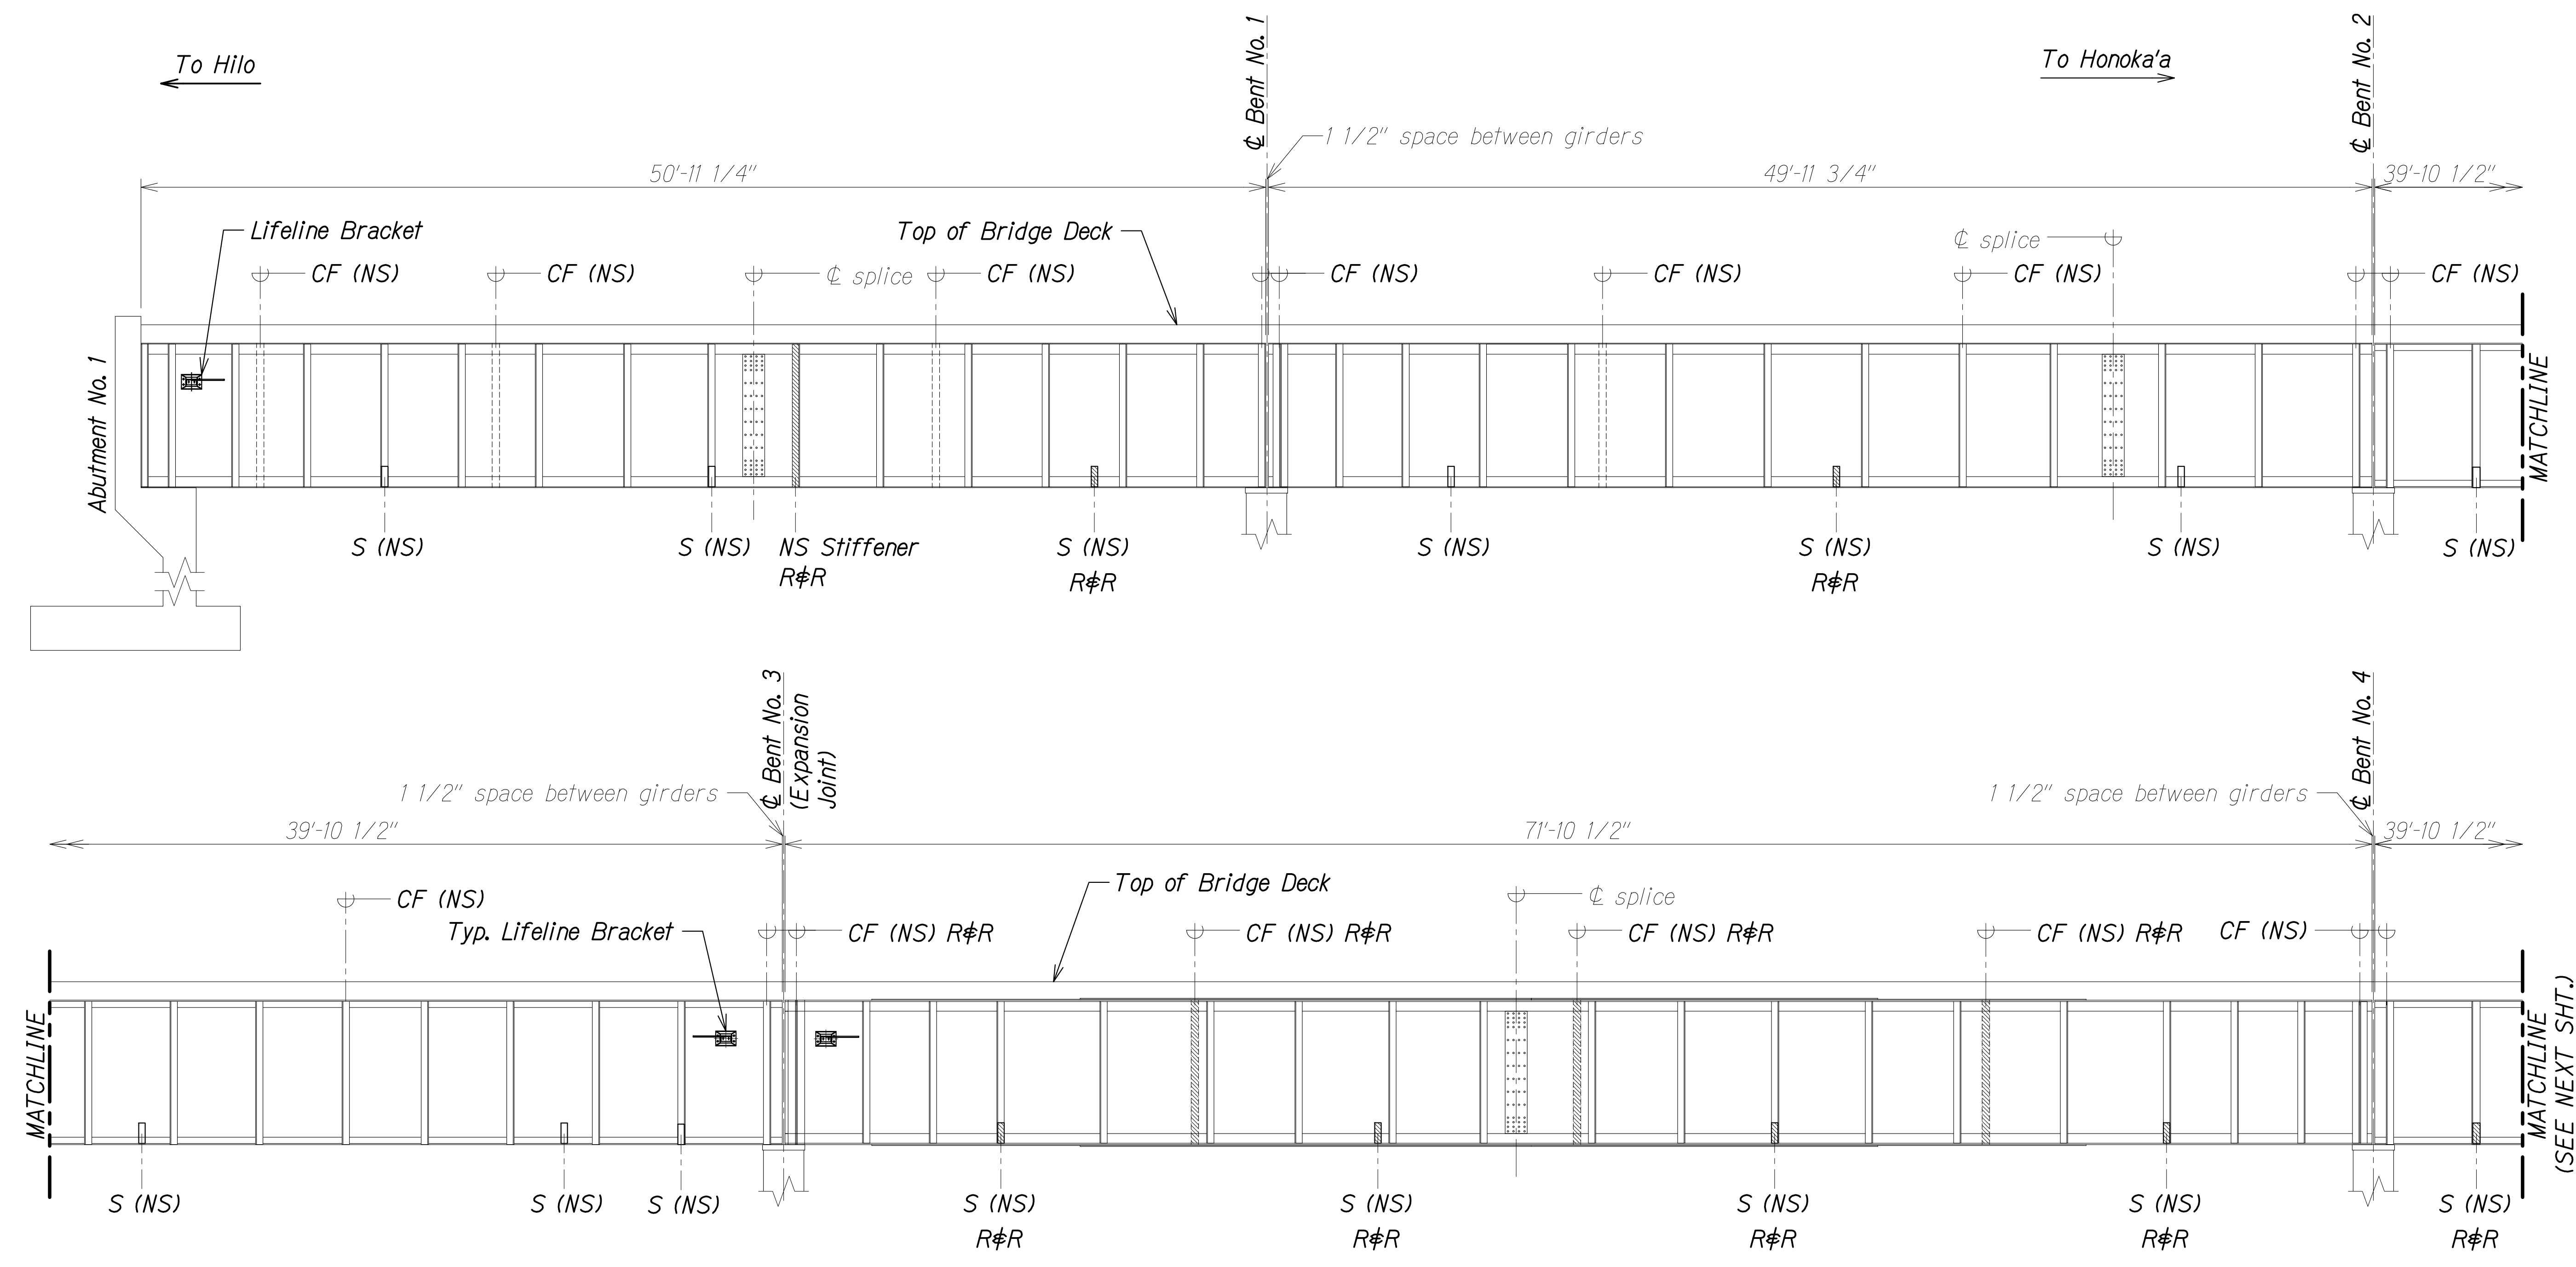 To Hilo
℄ Bent No. 1
To Honoka'a
℄ Bent No. 2
1 1/2" space between girders
50'-11 1/4"
49'-11 3/4"
39'-10 1/2"
Lifeline Bracket
Top of Bridge Deck
℄ splice
CF (NS)
CF (NS)
℄ splice
CF (NS)
CF (NS)
CF (NS)
CF (NS)
CF (NS)
Abutment No. 1
MATCHLINE
S (NS)
S (NS)
NS Stiffener
R&R
S (NS)
R&R
S (NS)
S (NS)
R&R
S (NS)
S (NS)
℄ Bent No. 3
(Expansion
Joint)
℄ Bent No. 4
1 1/2" space between girders
1 1/2" space between girders
39'-10 1/2"
71'-10 1/2"
39'-10 1/2"
CF (NS)
Top of Bridge Deck
℄ splice
Typ. Lifeline Bracket
CF (NS) R&R
CF (NS) R&R
CF (NS) R&R
CF (NS) R&R
CF (NS)
MATCHLINE
MATCHLINE
(SEE NEXT SHT.)
S (NS)
S (NS)
S (NS)
S (NS)
R&R
S (NS)
R&R
S (NS)
R&R
S (NS)
R&R
S (NS)
R&R